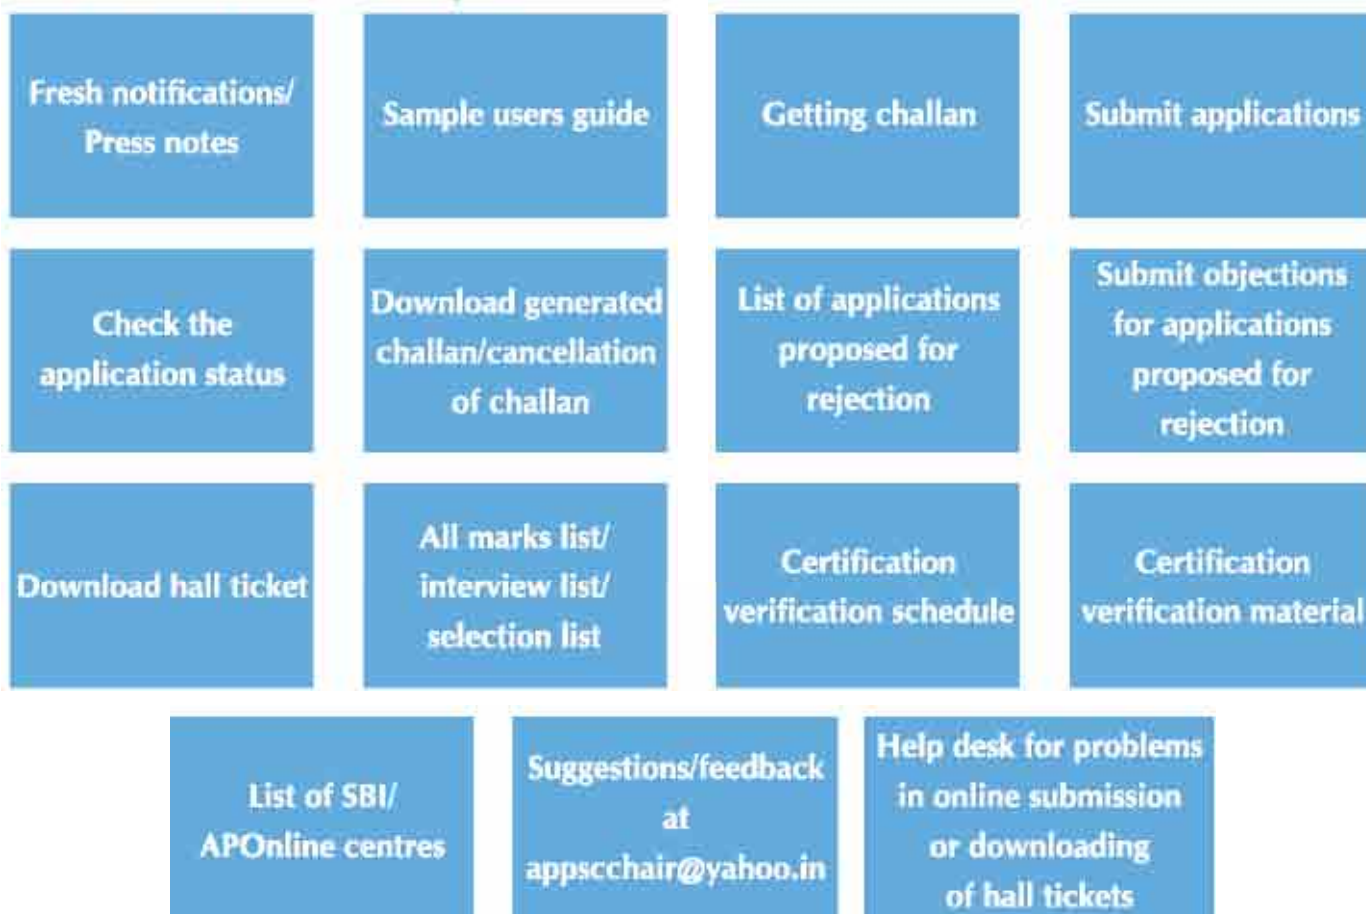 Fresh notifications/
Press notes
Sample users guide
Getting challan
Submit applications
Check the
application status
Download generated
challan/cancellation
of challan
List of applications
proposed for
rejection
Submit objections
for applications
proposed for
rejection
Download hall ticket
All marks list/
interview list/
selection list
Certification
verification schedule
Certification
verification material
List of SBI/
APOnline centres
Suggestions/feedback
at
appscchair@yahoo.in
Help desk for problems
in online submission
or downloading
of hall tickets